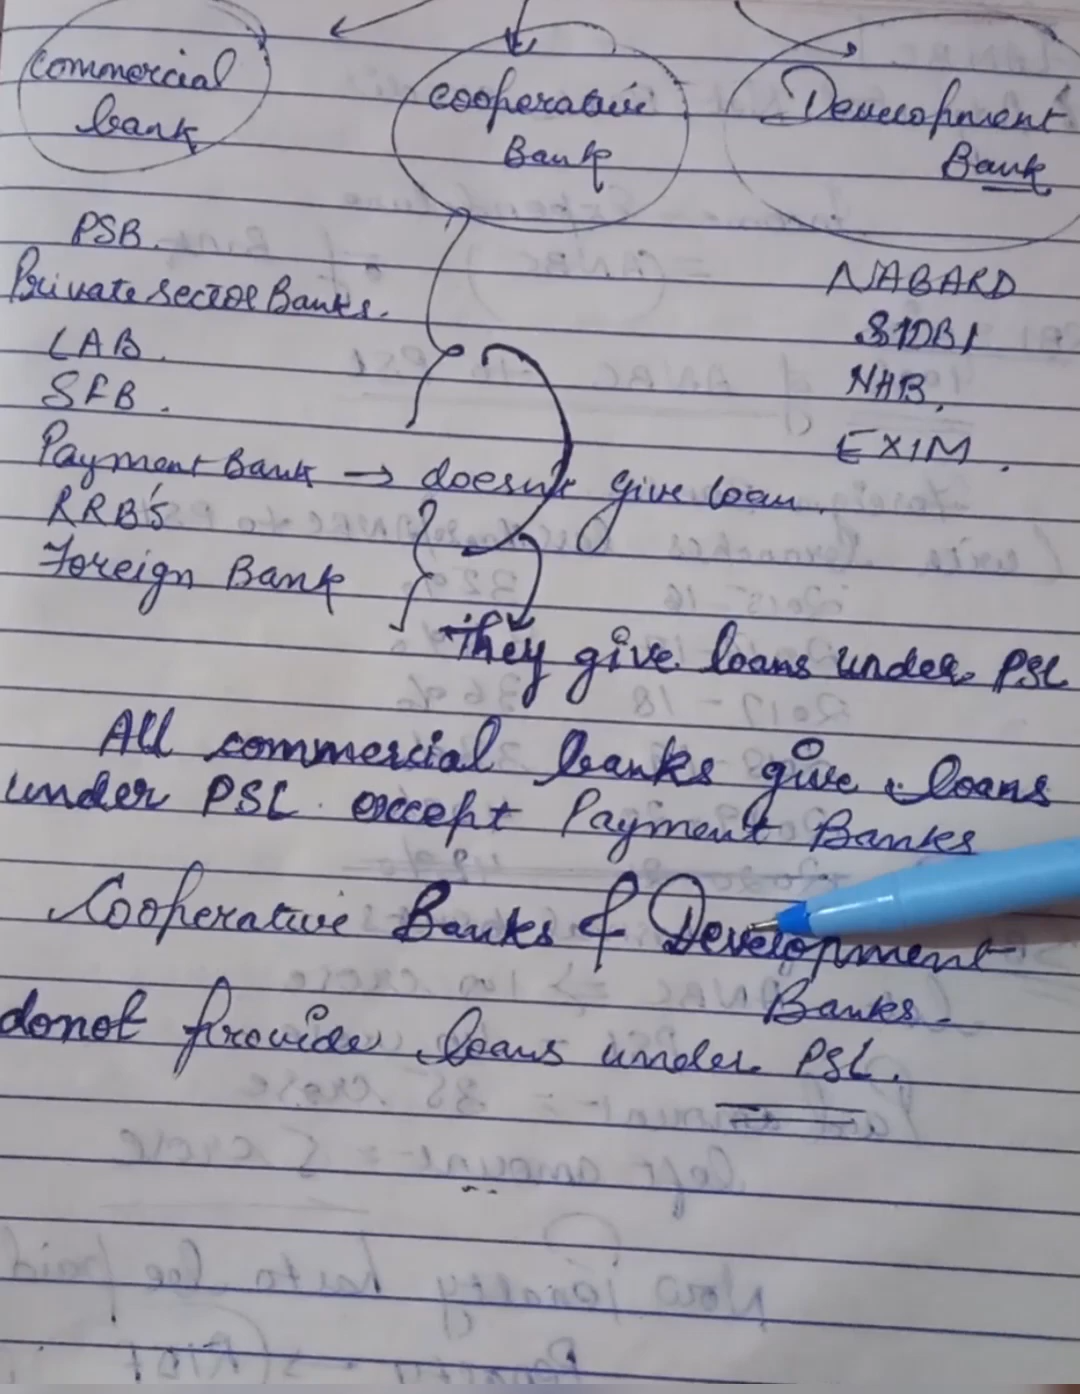 commercial
bank
cooperative
Bank
Development
Bank
PSB.
Private sector Banks.
LAB.
SFB.
Payment Bank → doesn't give loan.
RRB's
Foreign Bank
NABARD
SIDBI
NHB.
EXIM.
They give loans under PSL
All commercial banks give loans
under PSL except Payment Banks
Cooperative Banks & Development
Banks.
donot provide loans under PSL.